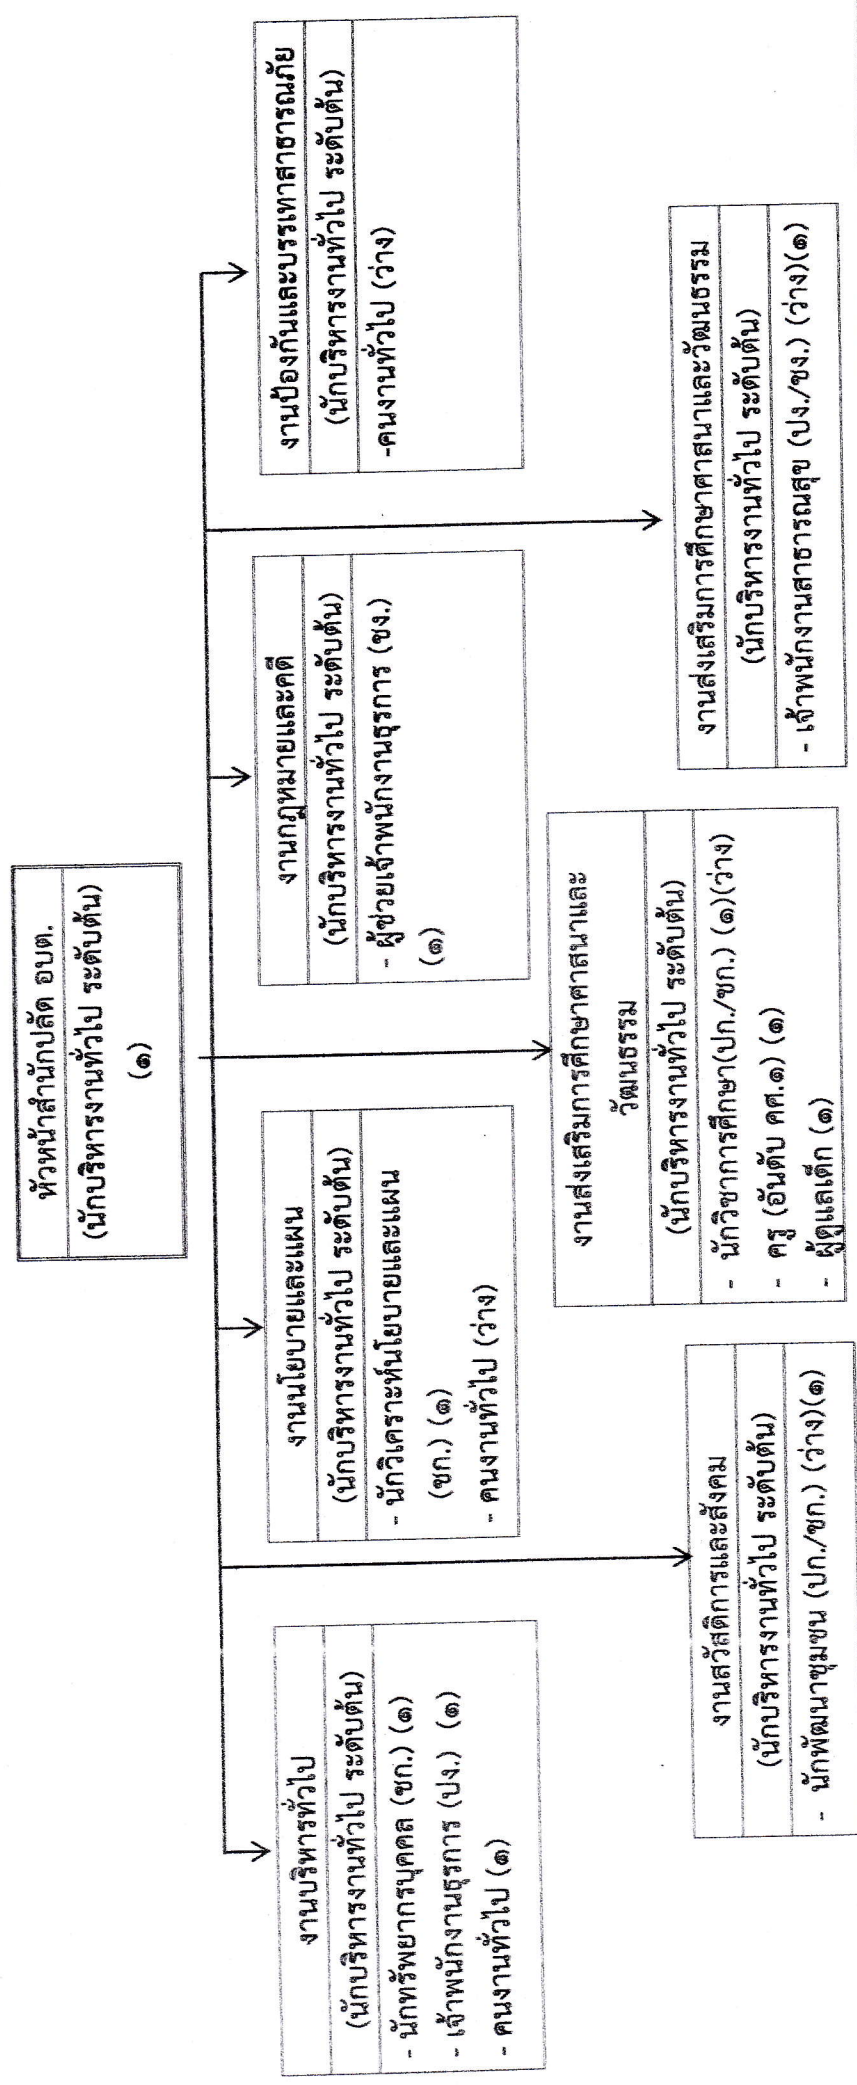 หัวหน้าสำนักปลัด อบต.
(นักบริหารงานทั่วไป ระดับต้น)
(๑)
งานบริหารทั่วไป
(นักบริหารงานทั่วไป ระดับต้น)
- นักทรัพยากรบุคคล (ชก.) (๑)
- เจ้าพนักงานธุรการ (ปง.) (๑)
- คนงานทั่วไป (๑)
งานนโยบายและแผน
(นักบริหารงานทั่วไป ระดับต้น)
- นักวิเคราะห์นโยบายและแผน
(ชก.) (๑)
- คนงานทั่วไป (ว่าง)
งานกฎหมายและคดี
(นักบริหารงานทั่วไป ระดับต้น)
- ผู้ช่วยเจ้าพนักงานธุรการ (ชง.)
(๑)
งานป้องกันและบรรเทาสาธารณภัย
(นักบริหารงานทั่วไป ระดับต้น)
-คนงานทั่วไป (ว่าง)
งานสวัสดิการและสังคม
(นักบริหารงานทั่วไป ระดับต้น)
- นักพัฒนาชุมชน (ปก./ชก.) (ว่าง)(๑)
งานส่งเสริมการศึกษาศาสนาและ
วัฒนธรรม
(นักบริหารงานทั่วไป ระดับต้น)
- นักวิชาการศึกษา(ปก./ชก.) (๑)(ว่าง)
- ครู (อันดับ คศ.๑) (๑)
- ผู้ดูแลเด็ก (๑)
งานส่งเสริมการศึกษาศาสนาและวัฒนธรรม
(นักบริหารงานทั่วไป ระดับต้น)
- เจ้าพนักงานสาธารณสุข (ปง./ชง.) (ว่าง)(๑)